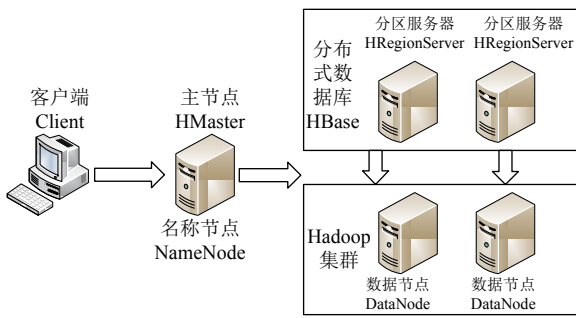 客户端
Client
主节点
HMaster
名称节点
NameNode
分布
式数
据库
HBase
分区服务器
HRegionServer
分区服务器
HRegionServer
Hadoop
集群
数据节点
DataNode
数据节点
DataNode